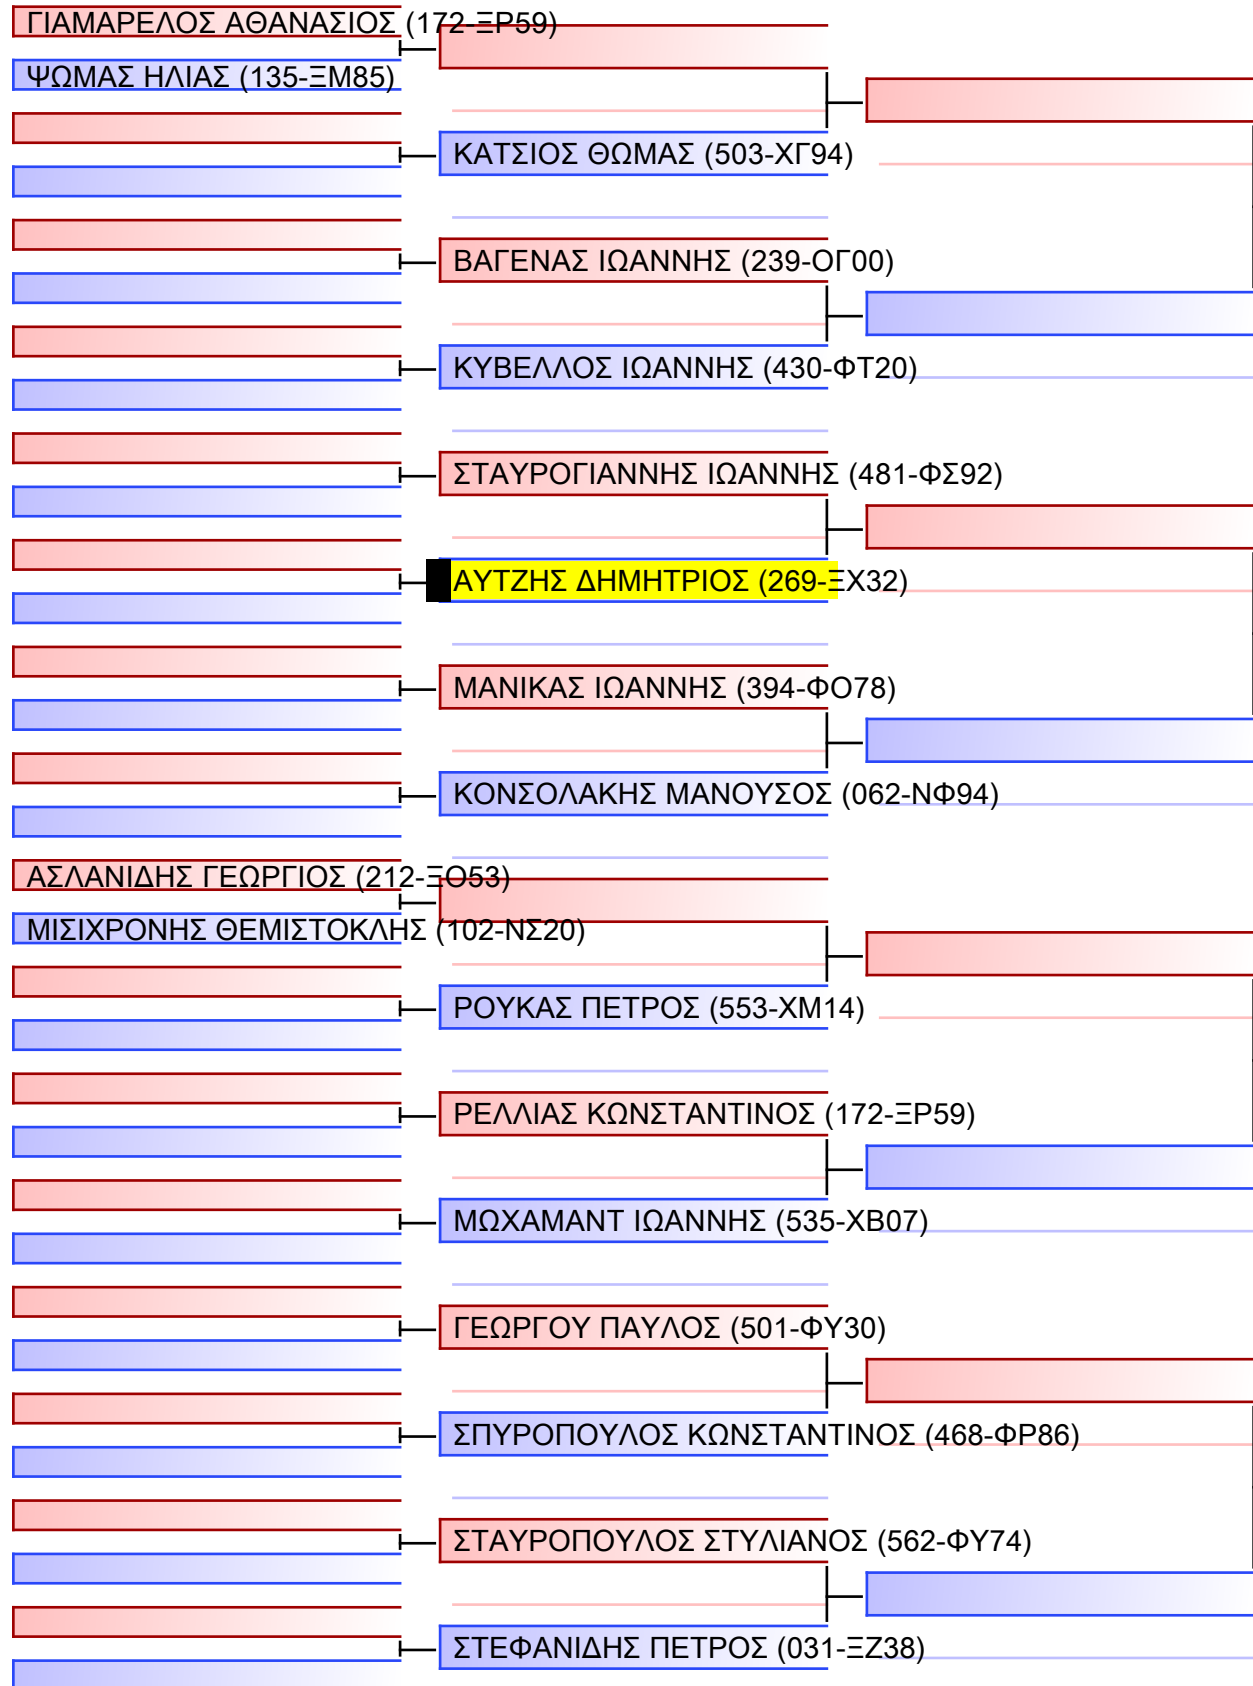 ΓΙΑΜΑΡΕΛΟΣ ΑΘΑΝΑΣΙΟΣ (172-ΞΡ59)
ΨΩΜΑΣ ΗΛΙΑΣ (135-ΞΜ85)
ΚΑΤΣΙΟΣ ΘΩΜΑΣ (503-ΧΓ94)
ΒΑΓΕΝΑΣ ΙΩΑΝΝΗΣ (239-ΟΓ00)
ΚΥΒΕΛΛΟΣ ΙΩΑΝΝΗΣ (430-ΦΤ20)
ΣΤΑΥΡΟΓΙΑΝΝΗΣ ΙΩΑΝΝΗΣ (481-ΦΣ92)
ΑΥΤΖΗΣ ΔΗΜΗΤΡΙΟΣ (269-ΞΧ32)
ΜΑΝΙΚΑΣ ΙΩΑΝΝΗΣ (394-ΦΟ78)
ΚΟΝΣΟΛΑΚΗΣ ΜΑΝΟΥΣΟΣ (062-ΝΦ94)
ΑΣΛΑΝΙΔΗΣ ΓΕΩΡΓΙΟΣ (212-ΞΟ53)
ΜΙΣΙΧΡΟΝΗΣ ΘΕΜΙΣΤΟΚΛΗΣ (102-ΝΣ20)
ΡΟΥΚΑΣ ΠΕΤΡΟΣ (553-ΧΜ14)
ΡΕΛΛΙΑΣ ΚΩΝΣΤΑΝΤΙΝΟΣ (172-ΞΡ59)
ΜΩΧΑΜΑΝΤ ΙΩΑΝΝΗΣ (535-ΧΒ07)
ΓΕΩΡΓΟΥ ΠΑΥΛΟΣ (501-ΦΥ30)
ΣΠΥΡΟΠΟΥΛΟΣ ΚΩΝΣΤΑΝΤΙΝΟΣ (468-ΦΡ86)
ΣΤΑΥΡΟΠΟΥΛΟΣ ΣΤΥΛΙΑΝΟΣ (562-ΦΥ74)
ΣΤΕΦΑΝΙΔΗΣ ΠΕΤΡΟΣ (031-ΞΖ38)